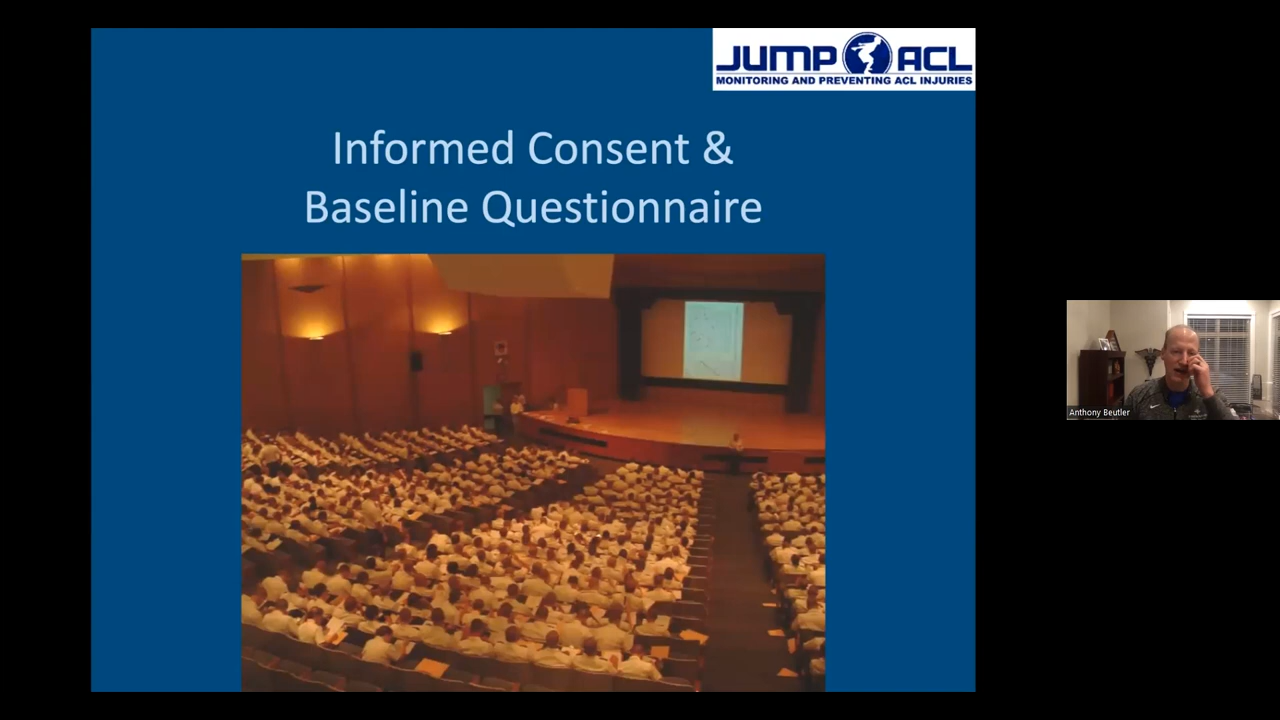 JUMP ACL
MONITORING AND PREVENTING ACL INJURIES
Informed Consent &
Baseline Questionnaire
Anthony Beutler